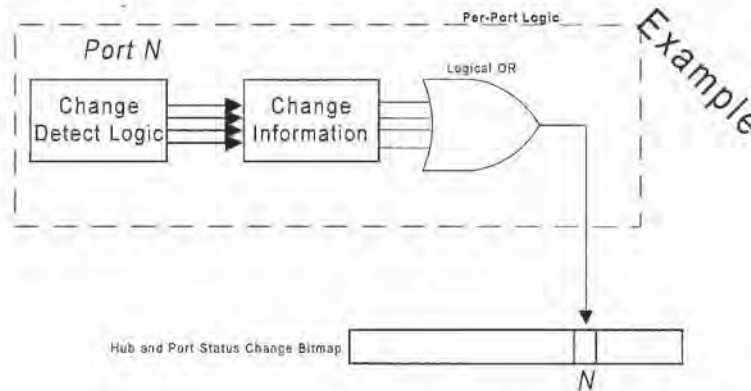 Per-Port Logic
Example
Port N
Logical OR
Change
Detect Logic
Change
Information
Hub and Port Status Change Bitmap
N